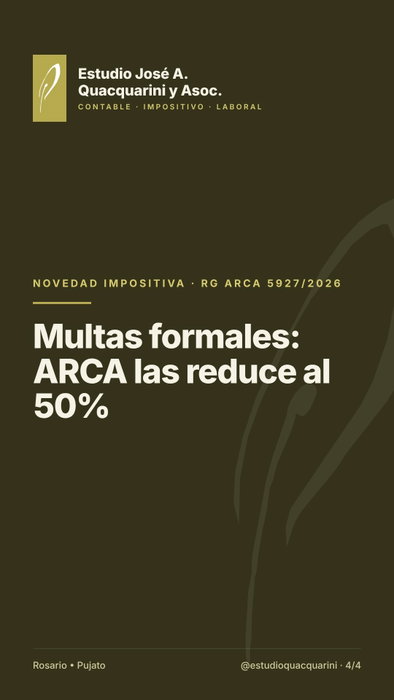 Estudio José A.
Quacquarini y Asoc.
CONTABLE · IMPOSITIVO · LABORAL
NOVEDAD IMPOSITIVA · RG ARCA 5927/2026
Multas formales:
ARCA las reduce al
50%
Rosario • Pujato
@estudioquacquarini · 4/4